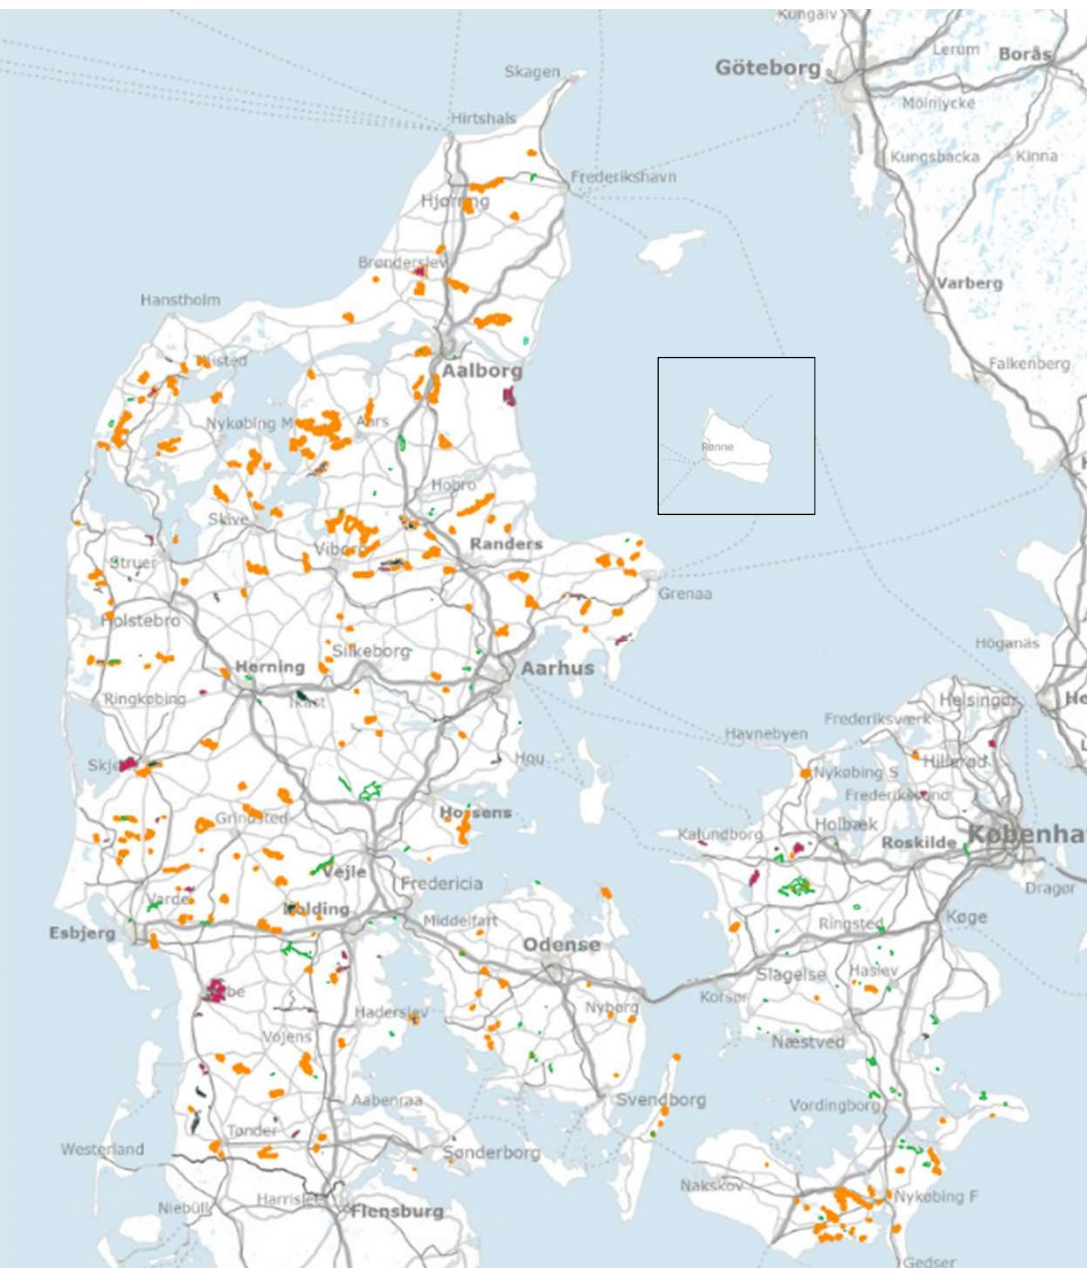 Kungälv
Lerum
Borås
Göteborg
Skagen
Mölnlycke
Hirtshals
Kungsbacka
Kinna
Frederikshavn
Hjørring
Brønderslev
Varberg
Hanstholm
Thisted
Aalborg
Falkenberg
Nykøbing M
Aars
Rønne
Hobro
Skive
Viborg
Randers
Struer
Grenaa
Holstebro
Höganäs
Silkeborg
Herning
Aarhus
Ringkøbing
Ikast
Helsingør
Frederiksværk
Havnebyen
Hou
Hillerød
Nykøbing S
Frederikssund
Grindsted
Horsens
Holbæk
Kalundborg
Københa
Roskilde
Vejle
Fredericia
Dragør
Varde
Kolding
Middelfart
Ringsted
Køge
Esbjerg
Odense
Slagelse
Haslev
Korsør
Nyborg
Haderslev
Vojens
Næstved
Aabenraa
Svendborg
Vordingborg
Tønder
Westerland
Sønderborg
Nakskov
Nykøbing F
Niebüll
Harrislee
Flensburg
Gedser